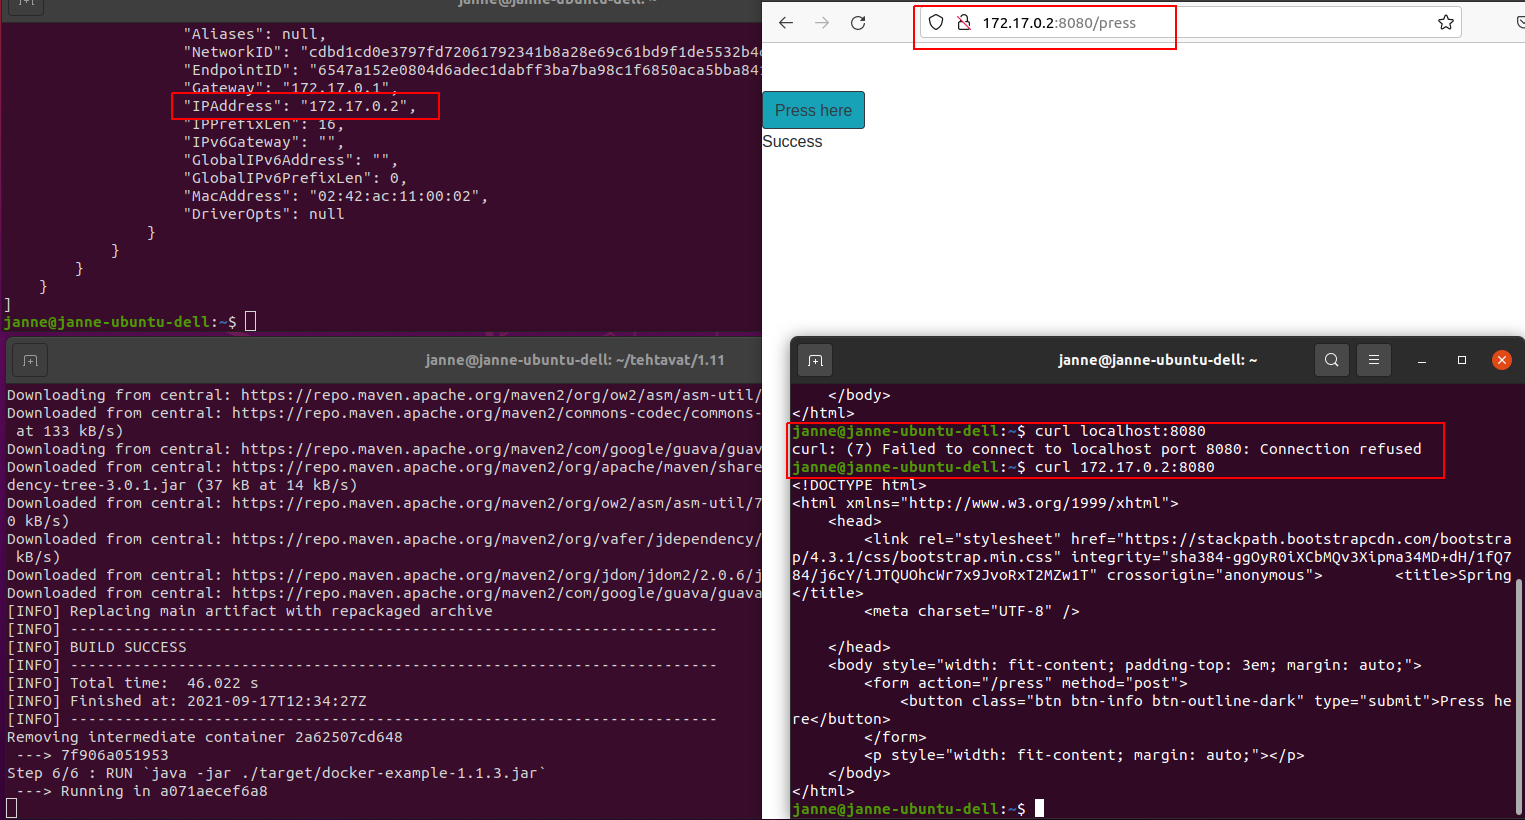 janne@janne-ubuntu-dell: ~
"Aliases": null,
"NetworkID": "cdbd1cd0e3797fd72061792341b8a28e69c61bd9f1de5532b4
"EndpointID": "6547a152e0804d6adec1dabff3ba7ba98c1f6850aca5bba841
"Gateway": "172.17.0.1",
"IPAddress": "172.17.0.2",
"IPPrefixLen": 16,
"IPv6Gateway": "",
"GlobalIPv6Address": "",
"GlobalIPv6PrefixLen": 0,
"MacAddress": "02:42:ac:11:00:02",
"DriverOpts": null
}
}
}
}
]
janne@janne-ubuntu-dell:~$
172.17.0.2:8080/press
Press here
Success
janne@janne-ubuntu-dell: ~/tehtavat/1.11
Downloading from central: https://repo.maven.apache.org/maven2/org/ow2/asm/asm-util/
Downloaded from central: https://repo.maven.apache.org/maven2/commons-codec/commons-
at 133 kB/s)
Downloading from central: https://repo.maven.apache.org/maven2/com/google/guava/guav
Downloaded from central: https://repo.maven.apache.org/maven2/org/apache/maven/share
dency-tree-3.0.1.jar (37 kB at 14 kB/s)
Downloaded from central: https://repo.maven.apache.org/maven2/org/ow2/asm/asm-util/7
0 kB/s)
Downloaded from central: https://repo.maven.apache.org/maven2/org/vafer/jdependency/
kB/s)
Downloaded from central: https://repo.maven.apache.org/maven2/org/jdom/jdom2/2.0.6/j
Downloaded from central: https://repo.maven.apache.org/maven2/com/google/guava/guava
[INFO] Replacing main artifact with repackaged archive
[INFO] ------------------------------------------------------------------------
[INFO] BUILD SUCCESS
[INFO] ------------------------------------------------------------------------
[INFO] Total time:  46.022 s
[INFO] Finished at: 2021-09-17T12:34:27Z
[INFO] ------------------------------------------------------------------------
Removing intermediate container 2a62507cd648
---> 7f906a051953
Step 6/6 : RUN `java -jar ./target/docker-example-1.1.3.jar`
---> Running in a071aecef6a8
janne@janne-ubuntu-dell: ~
</body>
</html>
janne@janne-ubuntu-dell:~$ curl localhost:8080
curl: (7) Failed to connect to localhost port 8080: Connection refused
janne@janne-ubuntu-dell:~$ curl 172.17.0.2:8080
<!DOCTYPE html>
<html xmlns="http://www.w3.org/1999/xhtml">
<head>
<link rel="stylesheet" href="https://stackpath.bootstrapcdn.com/bootstra
p/4.3.1/css/bootstrap.min.css" integrity="sha384-ggOyR0iXCbMQv3Xipma34MD+dH/1fQ7
84/j6cY/iJTQUOhcWr7x9JvoRxT2MZw1T" crossorigin="anonymous">        <title>Spring
</title>
<meta charset="UTF-8" />
</head>
<body style="width: fit-content; padding-top: 3em; margin: auto;">
<form action="/press" method="post">
<button class="btn btn-info btn-outline-dark" type="submit">Press he
re</button>
</form>
<p style="width: fit-content; margin: auto;"></p>
</body>
</html>
janne@janne-ubuntu-dell:~$